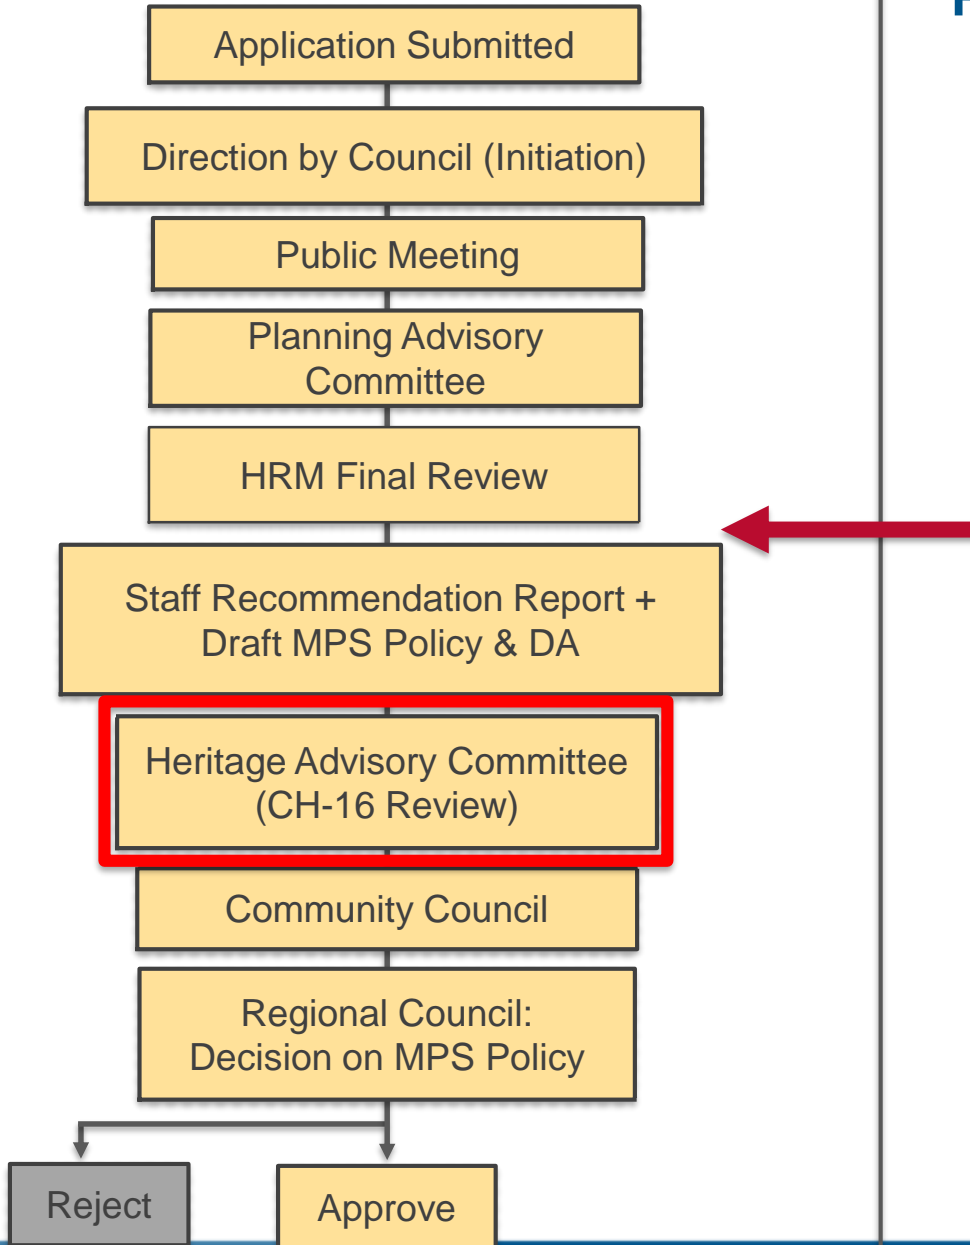 Application Submitted
Direction by Council (Initiation)
Public Meeting
Planning Advisory
Committee
HRM Final Review
Staff Recommendation Report +
Draft MPS Policy & DA
Heritage Advisory Committee
(CH-16 Review)
Community Council
Regional Council:
Decision on MPS Policy
Reject
Approve